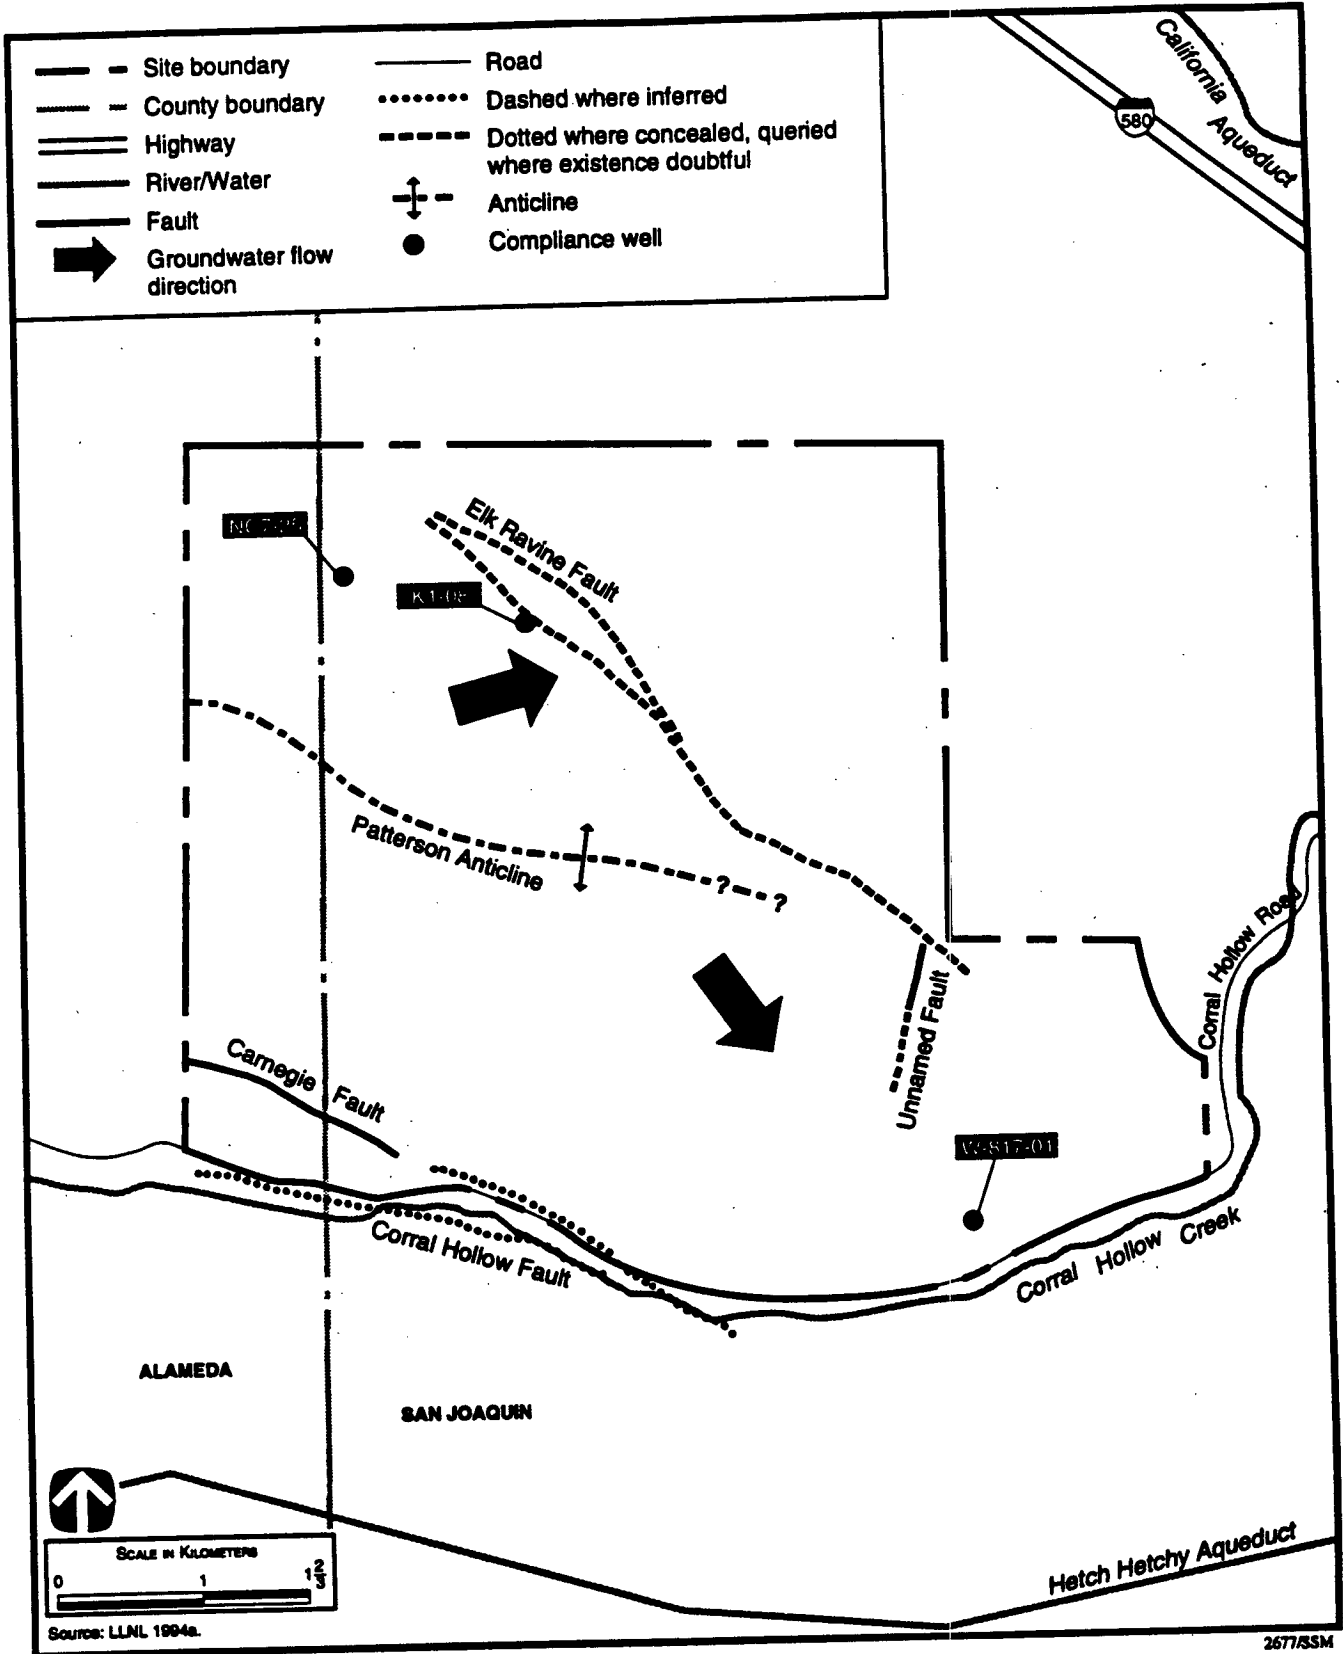 Site boundary
County boundary
Highway
River/Water
Fault
Groundwater flow
direction
Road
Dashed where inferred
Dotted where concealed, queried
where existence doubtful
Anticline
Compliance well
California Aqueduct
580
Elk Ravine Fault
K1-
Patterson Anticline
?
?
Corral Hollow Road
Unnamed Fault
Carnegie Fault
W-817-01
Corral Hollow Fault
Corral Hollow Creek
ALAMEDA
SAN JOAQUIN
SCALE IN KILOMETERS
0 1 1 2/3
Hetch Hetchy Aqueduct
Source: LLNL 1994a.
2677/SSM